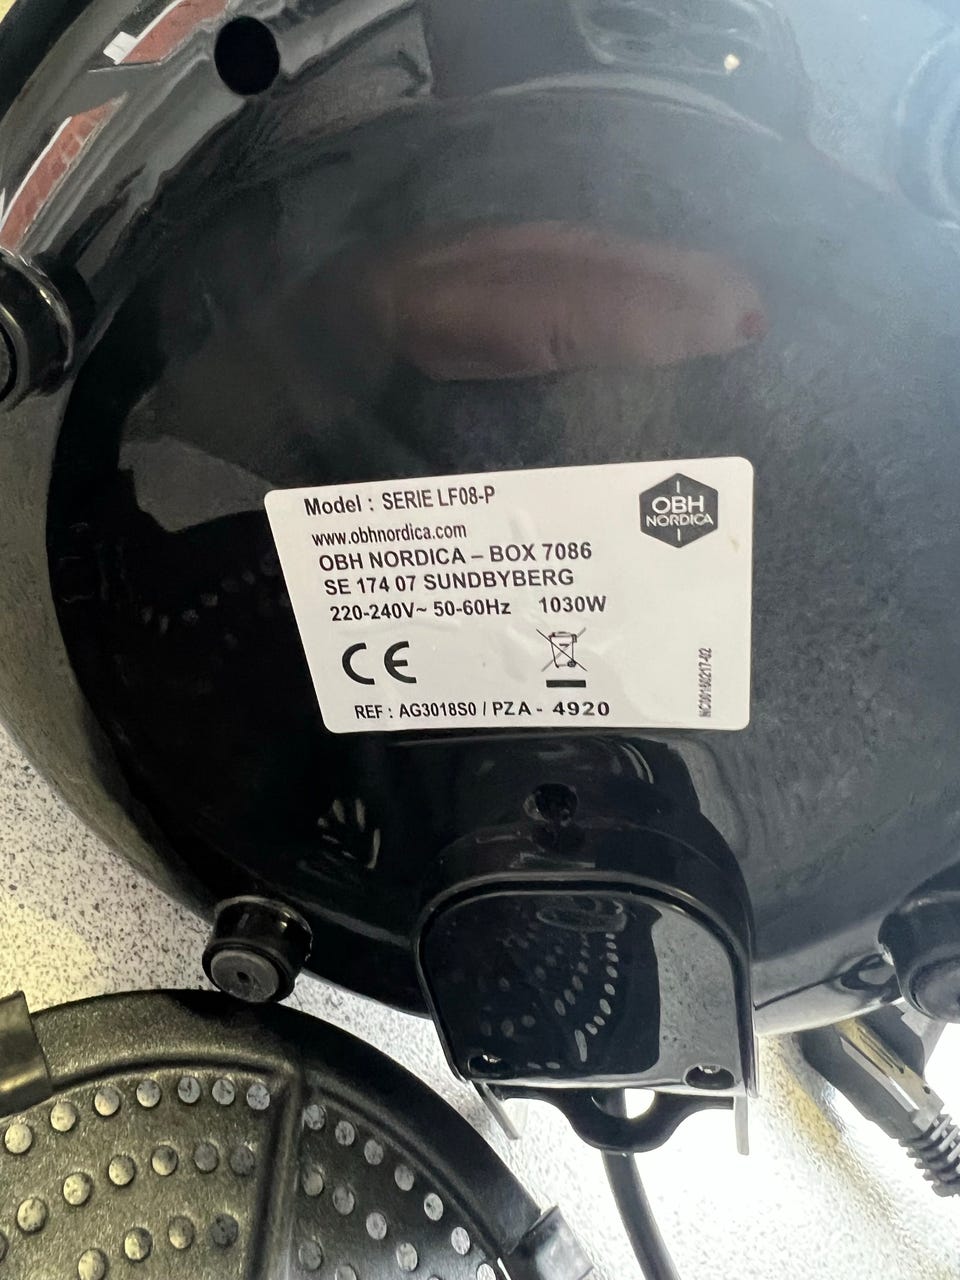 Model : SERIE LF08-P
OBH
NORDICA
www.obhnordica.com
OBH NORDICA – BOX 7086
SE 174 07 SUNDBYBERG
220-240V~ 50-60Hz 1030W
CE
REF : AG3018S0 / PZA - 4920